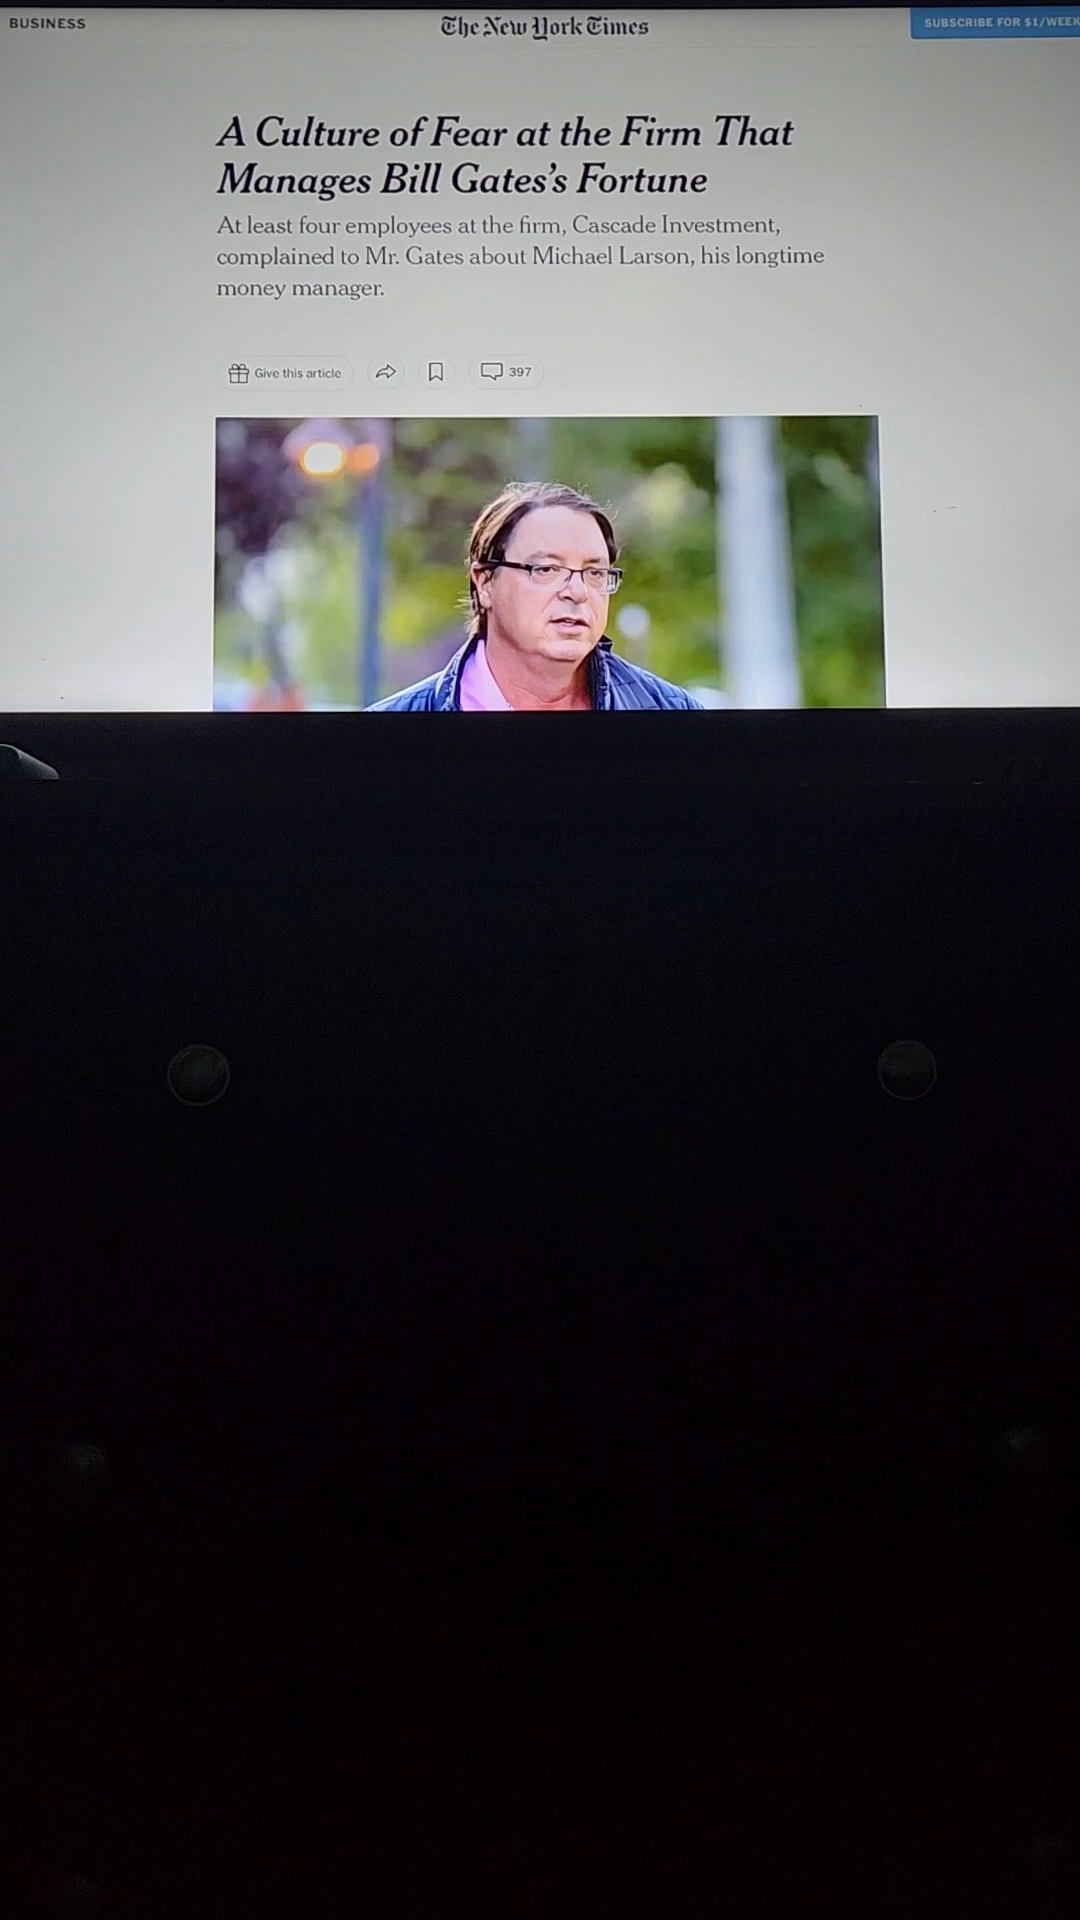 BUSINESS
The New York Times
SUBSCRIBE FOR $1/WEEK
A Culture of Fear at the Firm That
Manages Bill Gates's Fortune
At least four employees at the firm, Cascade Investment,
complained to Mr. Gates about Michael Larson, his longtime
money manager.
Give this article
397